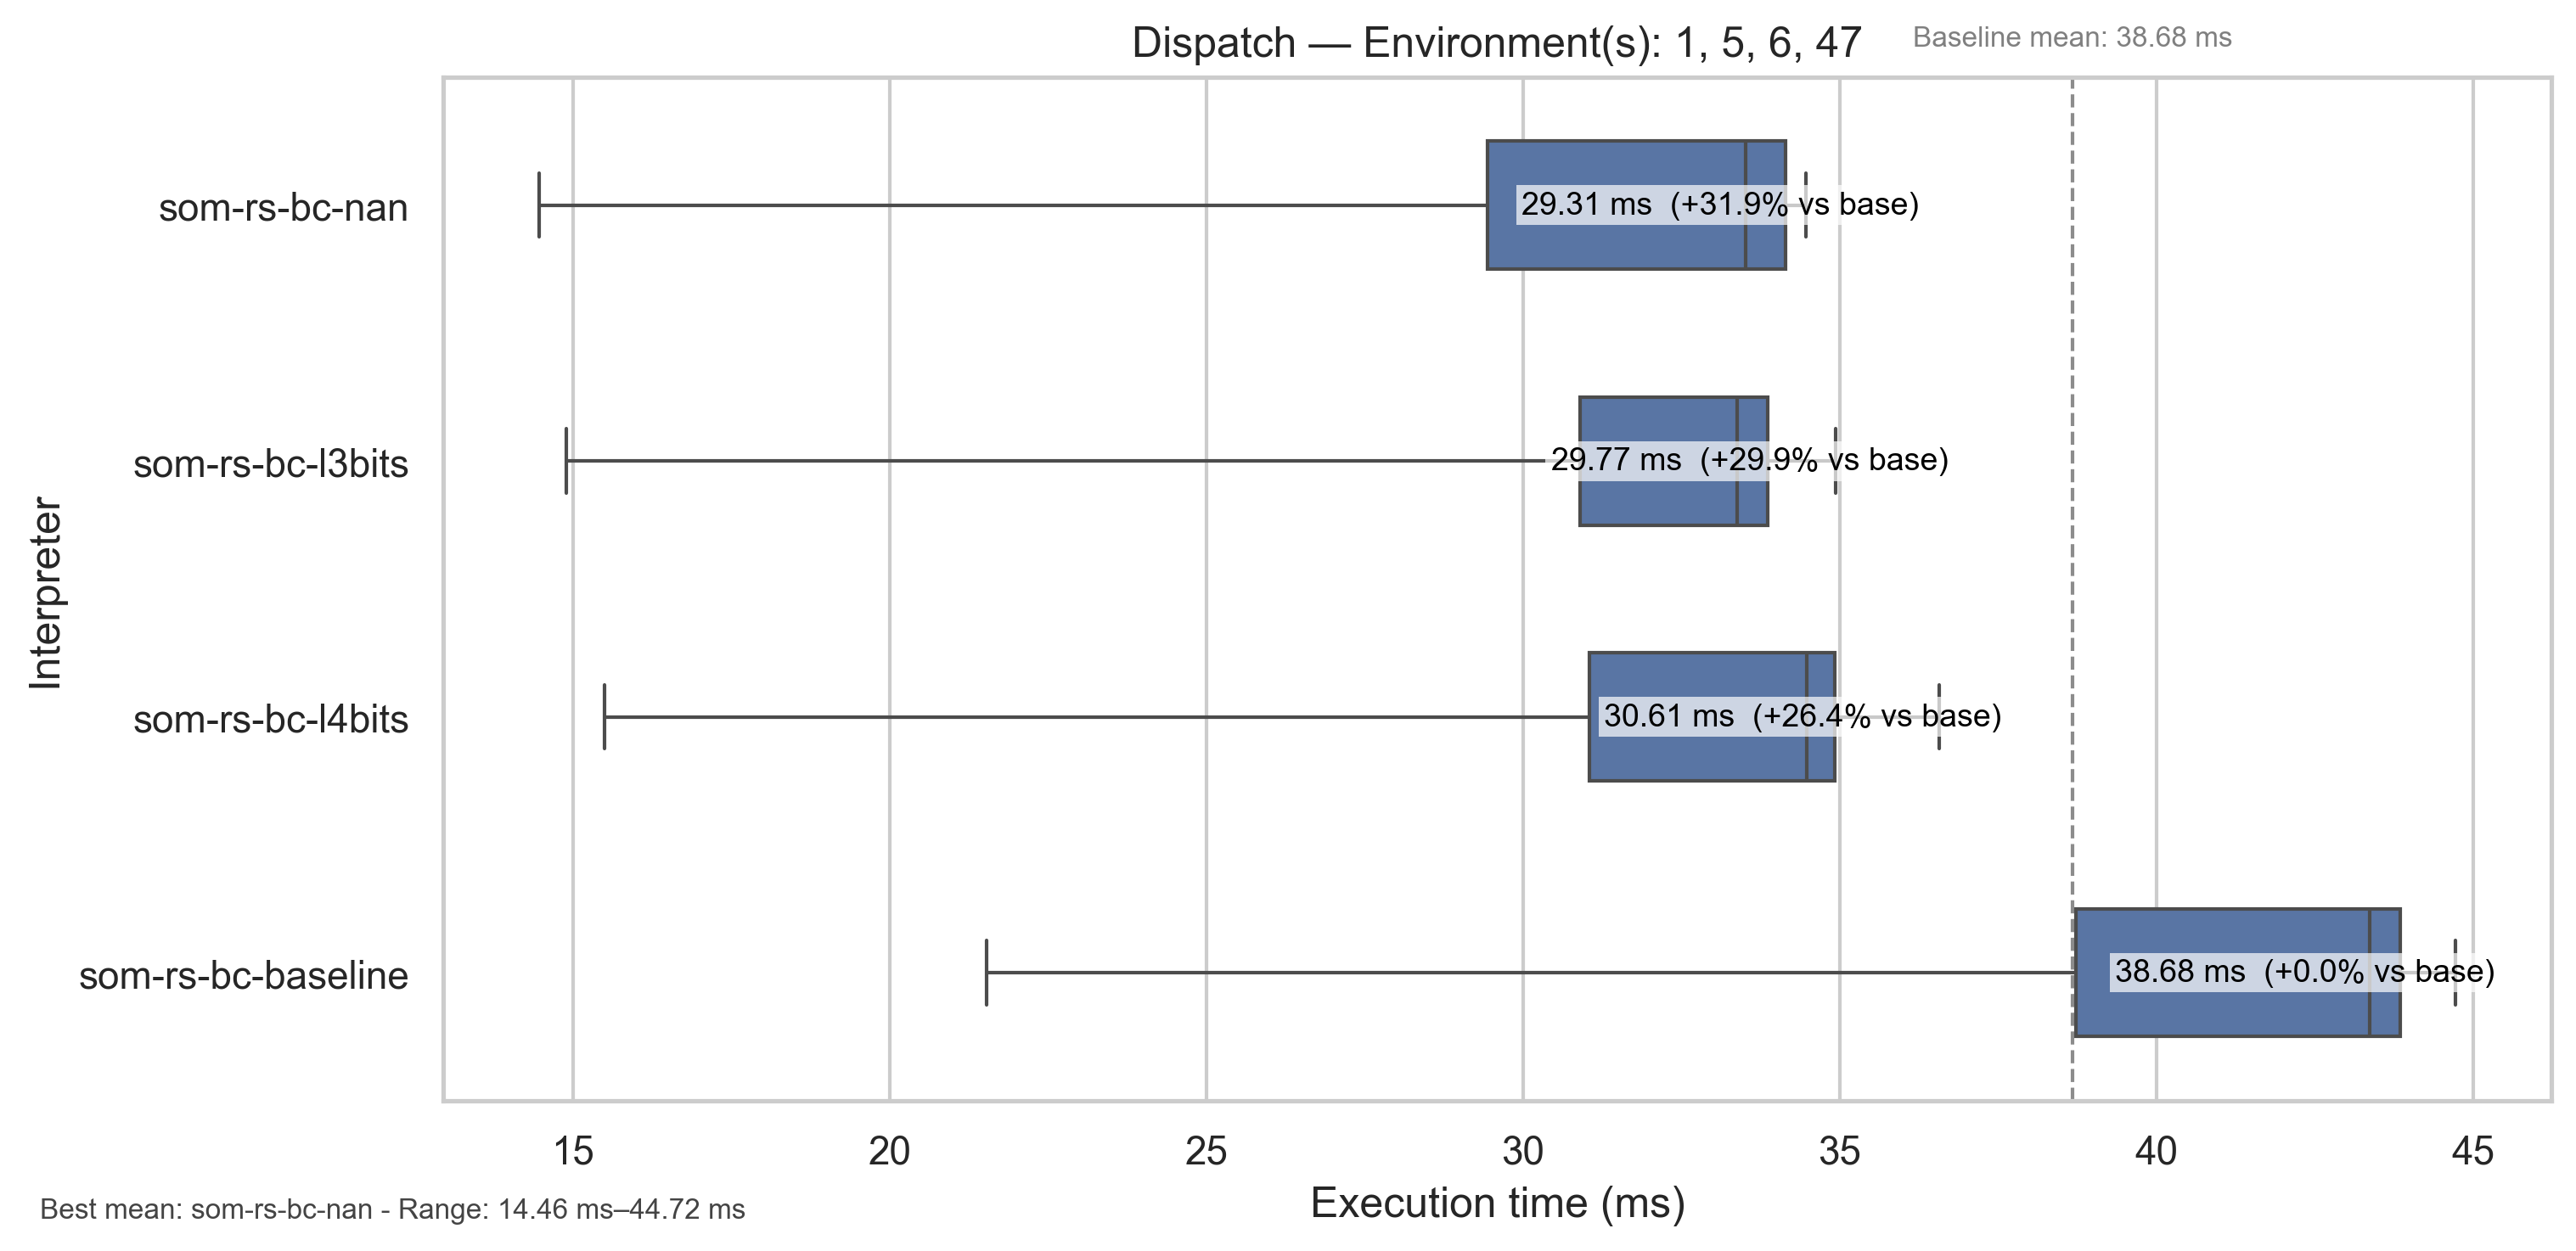 Dispatch — Environment(s): 1, 5, 6, 47
Baseline mean: 38.68 ms
Interpreter
som-rs-bc-nan
29.31 ms  (+31.9% vs base)
som-rs-bc-l3bits
29.77 ms  (+29.9% vs base)
som-rs-bc-l4bits
30.61 ms  (+26.4% vs base)
som-rs-bc-baseline
38.68 ms  (+0.0% vs base)
15 20 25 30 35 40 45
Execution time (ms)
Best mean: som-rs-bc-nan - Range: 14.46 ms–44.72 ms